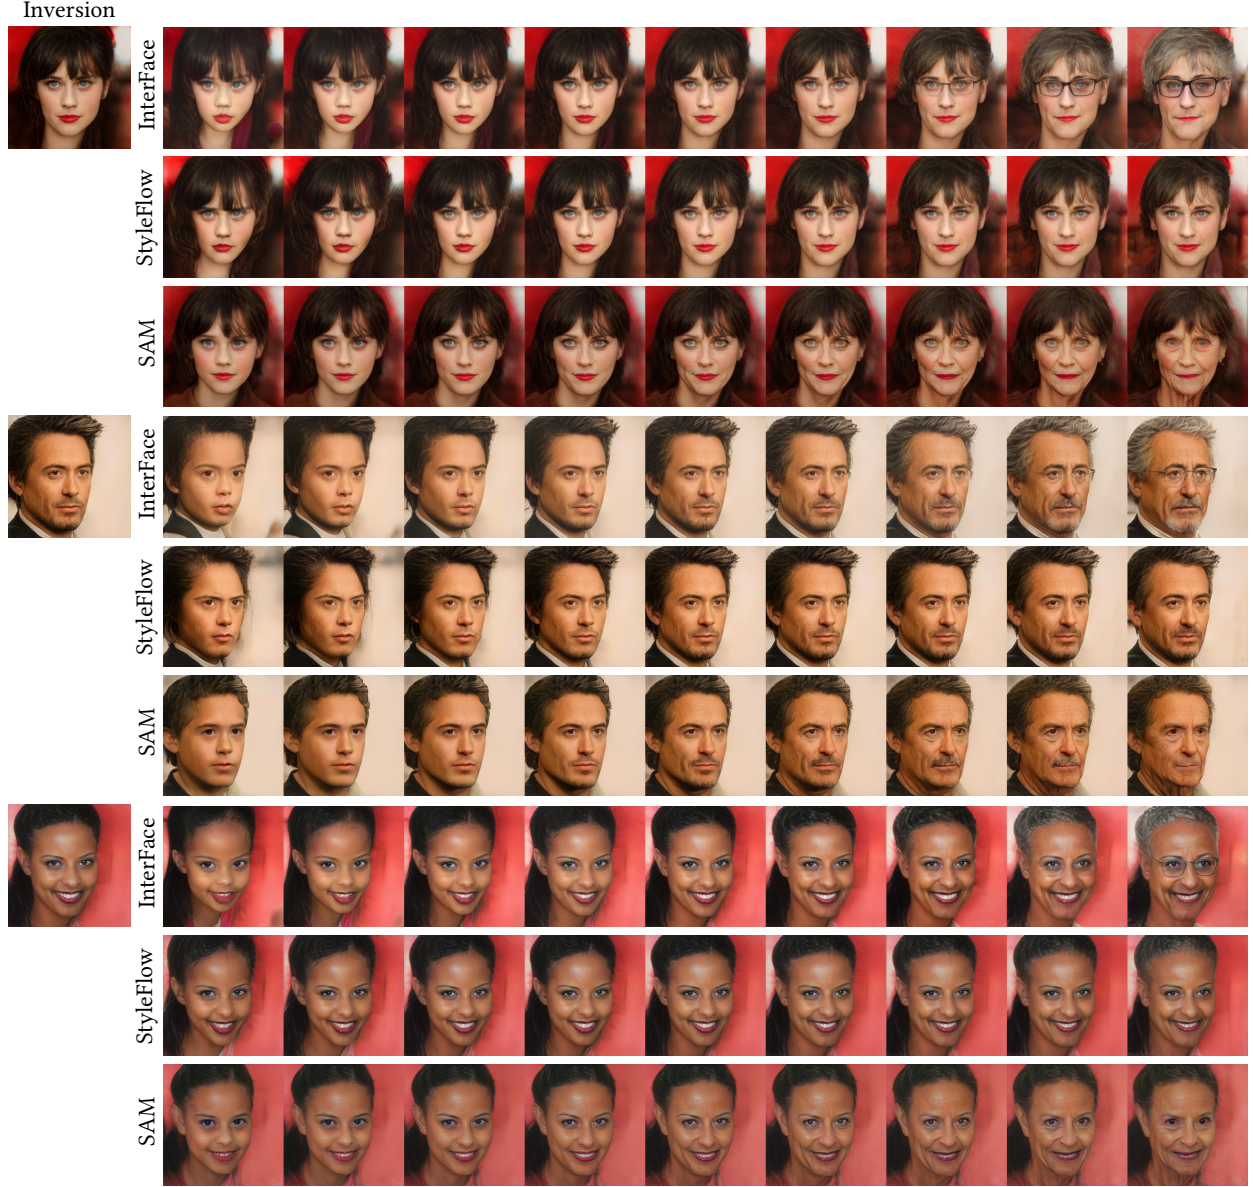 Inversion
InterFace
StyleFlow
SAM
InterFace
StyleFlow
SAM
InterFace
StyleFlow
SAM